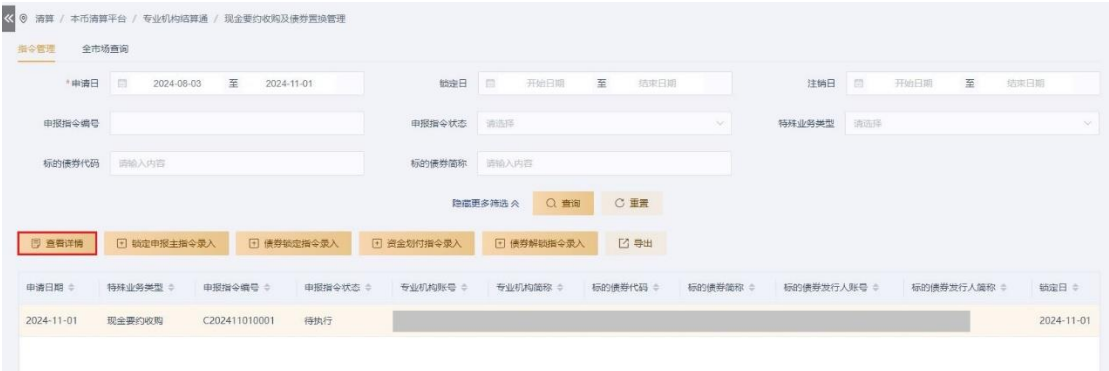 清算 / 本币清算平台 / 专业机构结算通 / 现金要约收购及债券置换管理
指令管理 全市场查询
*申请日 2024-08-03 至 2024-11-01 锁定日 开始日期 至 结束日期 注销日 开始日期 至 结束日期
申报指令编号 申报指令状态 请选择 特殊业务类型 请选择
标的债券代码 请输入内容 标的债券简称 请输入内容
隐藏更多筛选 查询 重置
查看详情 锁定申报主指令录入 债券锁定指令录入 资金划付指令录入 债券解锁指令录入 导出
申请日期 特殊业务类型 申报指令编号 申报指令状态 专业机构账号 专业机构简称 标的债券代码 标的债券简称 标的债券发行人账号 标的债券发行人简称 锁定日
2024-11-01 现金要约收购 C202411010001 待执行 2024-11-01